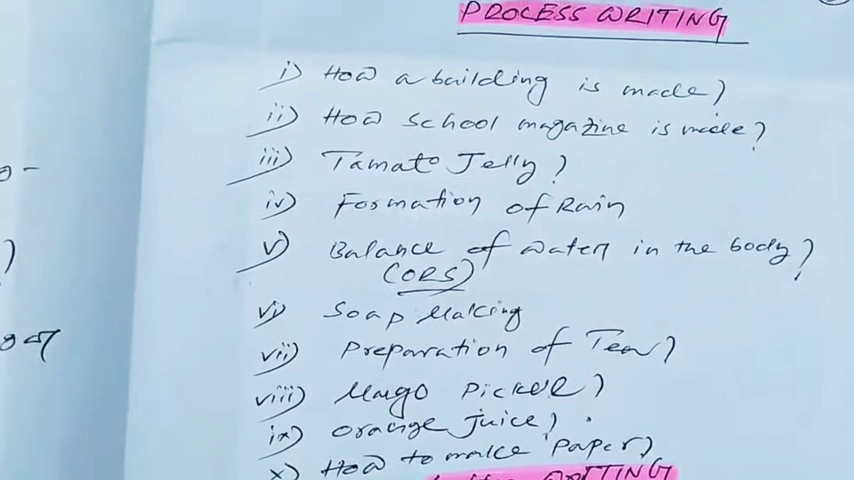 PROCESS WRITING
i) How a building is made?
ii) How school magazine is made?
iii) Tamato Jelly?
iv) Formation of Rain
v) Balance of water in the body?
(ORS)
vi) Soap Making
vii) Preparation of Tea?
viii) Mango Pickle?
ix) Orange Juice?
x) How to make Paper?
WRITING